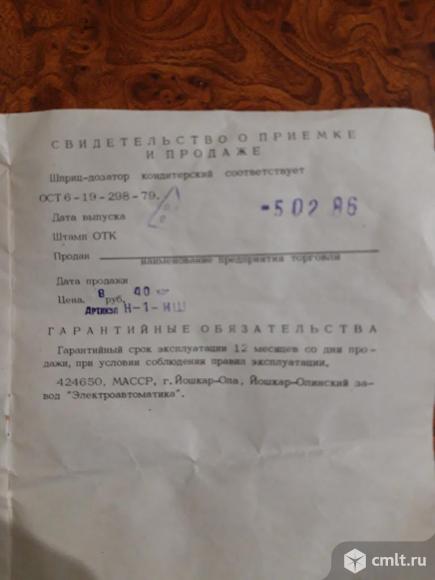 СВИДЕТЕЛЬСТВО О ПРИЕМКЕ
И ПРОДАЖЕ
Шприц-дозатор кондитерский соответствует
ОСТ 6-19-298-79.
Дата выпуска -5 02 86
Штамп ОТК
Продан
наименование предприятия торговли
Дата продажи
Цена, 8 руб. 40 коп
Артикул Н-1-ИШ
ГАРАНТИЙНЫЕ ОБЯЗАТЕЛЬСТВА
Гарантийный срок эксплуатации 12 месяцев со дни про-
дажи, при условии соблюдения правил эксплуатации.
424650, МАССР, г. Йошкар-Ола, Йошкар-Олинский за-
вод "Электроавтоматика".
cmlt.ru